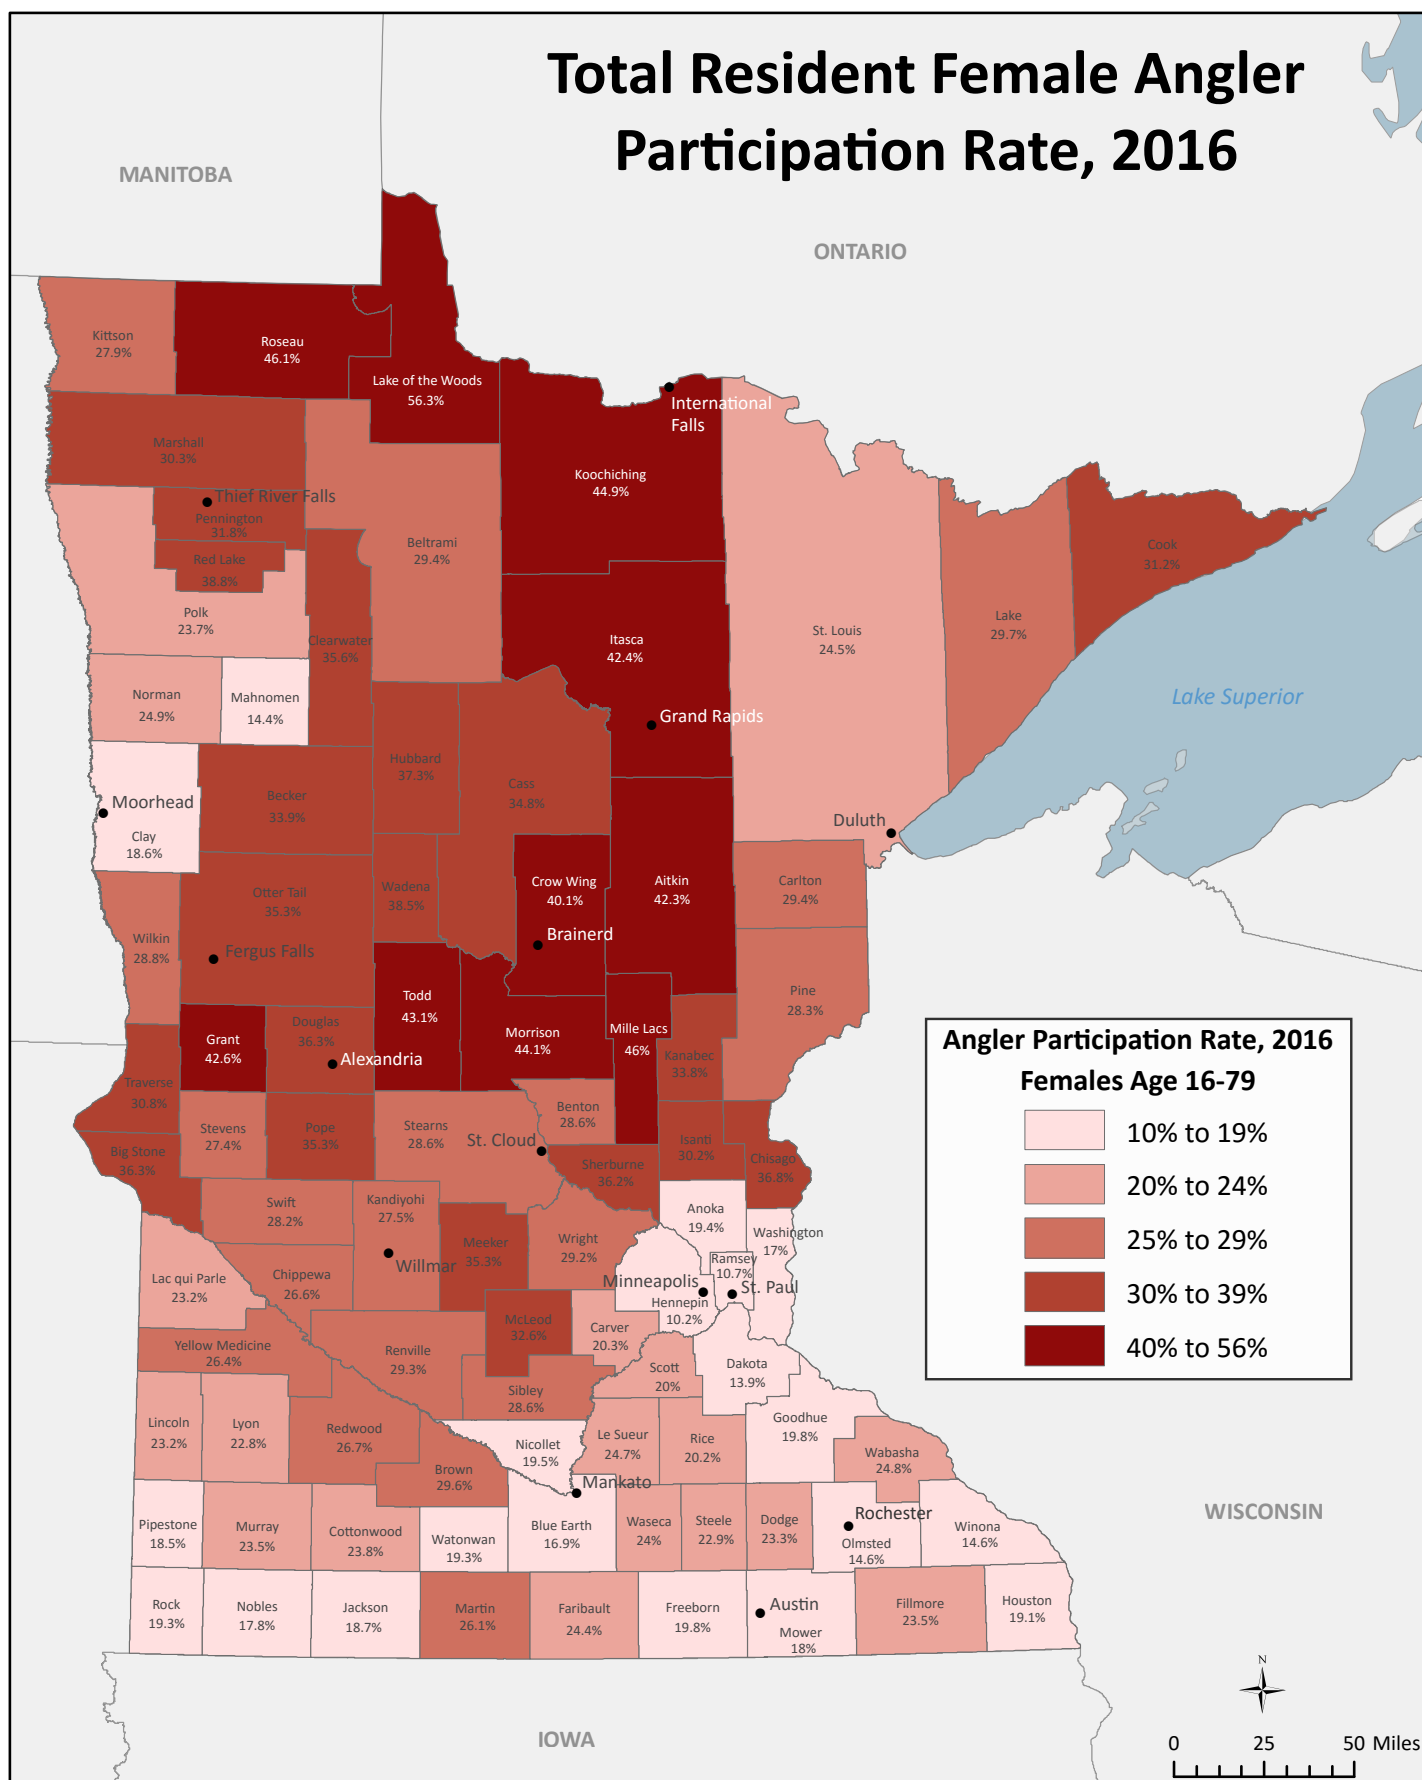 Total Resident Female Angler
Participation Rate, 2016
MANITOBA
ONTARIO
Kittson
27.9%
Roseau
46.1%
Lake of the Woods
56.3%
International
Falls
Koochiching
44.9%
Marshall
30.3%
Thief River Falls
Pennington
31.8%
Red Lake
38.8%
Beltrami
29.4%
Cook
31.2%
Polk
23.7%
Clearwater
35.6%
Itasca
42.4%
Grand Rapids
St. Louis
24.5%
Lake
29.7%
Lake Superior
Norman
24.9%
Mahnomen
14.4%
Hubbard
37.3%
Cass
34.8%
Moorhead
Clay
18.6%
Becker
33.9%
Duluth
Otter Tail
35.3%
Fergus Falls
Wadena
38.5%
Crow Wing
40.1%
Brainerd
Aitkin
42.3%
Carlton
29.4%
Wilkin
28.8%
Pine
28.3%
Grant
42.6%
Douglas
36.3%
Alexandria
Todd
43.1%
Morrison
44.1%
Mille Lacs
46%
Kanabec
33.8%
Traverse
30.8%
Stevens
27.4%
Pope
35.3%
Stearns
28.6%
St. Cloud
Benton
28.6%
Big Stone
36.3%
Sherburne
36.2%
Isanti
30.2%
Chisago
36.8%
Swift
28.2%
Kandiyohi
27.5%
Willmar
Meeker
35.3%
Wright
29.2%
Anoka
19.4%
Washington
17%
Ramsey
10.7%
St. Paul
Minneapolis
Hennepin
10.2%
Lac qui Parle
23.2%
Chippewa
26.6%
McLeod
32.6%
Carver
20.3%
Yellow Medicine
26.4%
Renville
29.3%
Scott
20%
Dakota
13.9%
Sibley
28.6%
Lincoln
23.2%
Lyon
22.8%
Redwood
26.7%
Brown
29.6%
Nicollet
19.5%
Mankato
Le Sueur
24.7%
Rice
20.2%
Goodhue
19.8%
Wabasha
24.8%
Pipestone
18.5%
Murray
23.5%
Cottonwood
23.8%
Watonwan
19.3%
Blue Earth
16.9%
Waseca
24%
Steele
22.9%
Dodge
23.3%
Rochester
Olmsted
14.6%
Winona
14.6%
Rock
19.3%
Nobles
17.8%
Jackson
18.7%
Martin
26.1%
Faribault
24.4%
Freeborn
19.8%
Austin
Mower
18%
Fillmore
23.5%
Houston
19.1%
Angler Participation Rate, 2016
Females Age 16-79
10% to 19%
20% to 24%
25% to 29%
30% to 39%
40% to 56%
WISCONSIN
IOWA
N
0 25 50 Miles